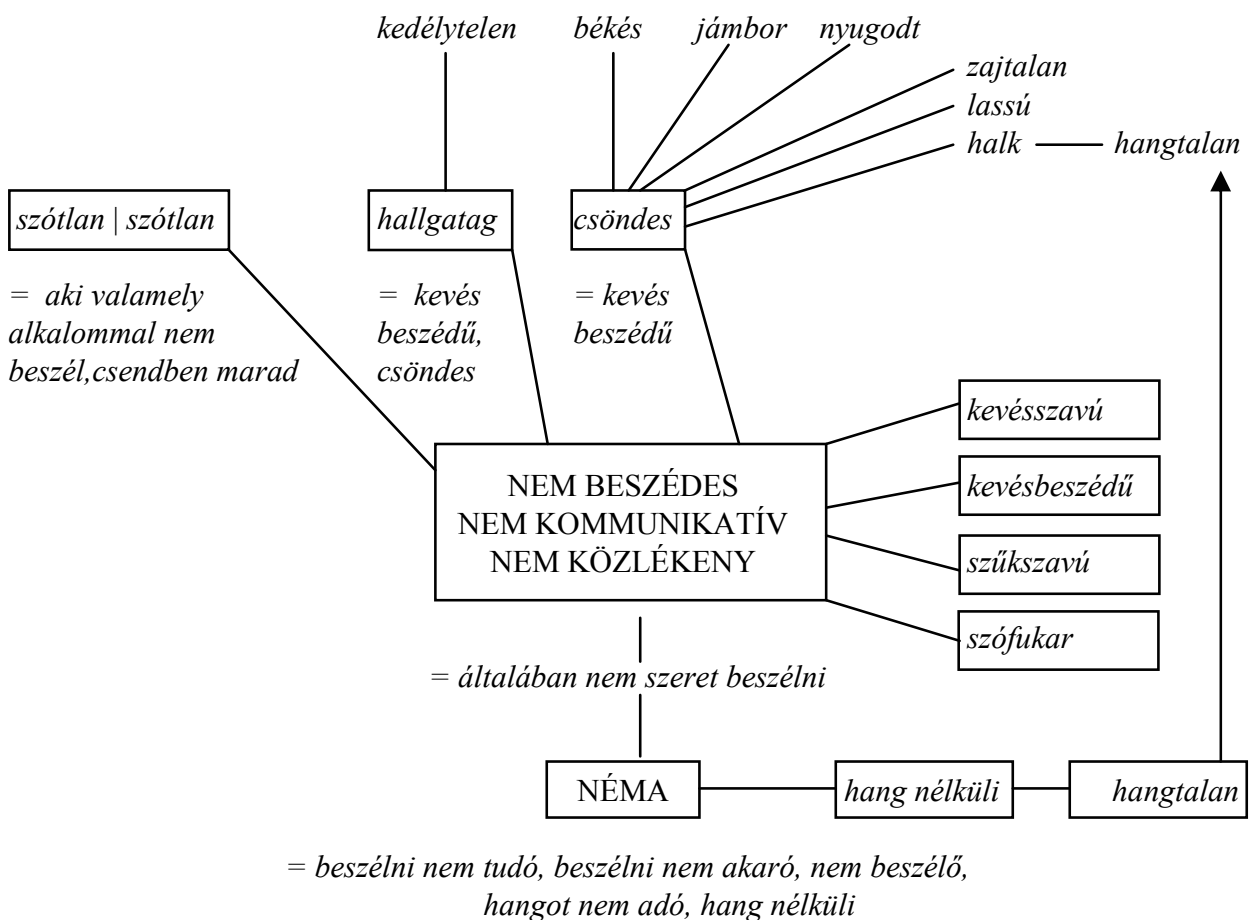 kedélytelen békés jámbor nyugodt
zajtalan
lassú
halk hangtalan
szótlan | szótlan hallgatag csöndes
= aki valamely
alkalommal nem
beszél,csendben marad
= kevés
beszédű,
csöndes
= kevés
beszédű
NEM BESZÉDES
NEM KOMMUNIKATÍV
NEM KÖZLÉKENY
kevésszavú
kevésbeszédű
szűkszavú
szófukar
= általában nem szeret beszélni
NÉMA hang nélküli hangtalan
= beszélni nem tudó, beszélni nem akaró, nem beszélő,
hangot nem adó, hang nélküli